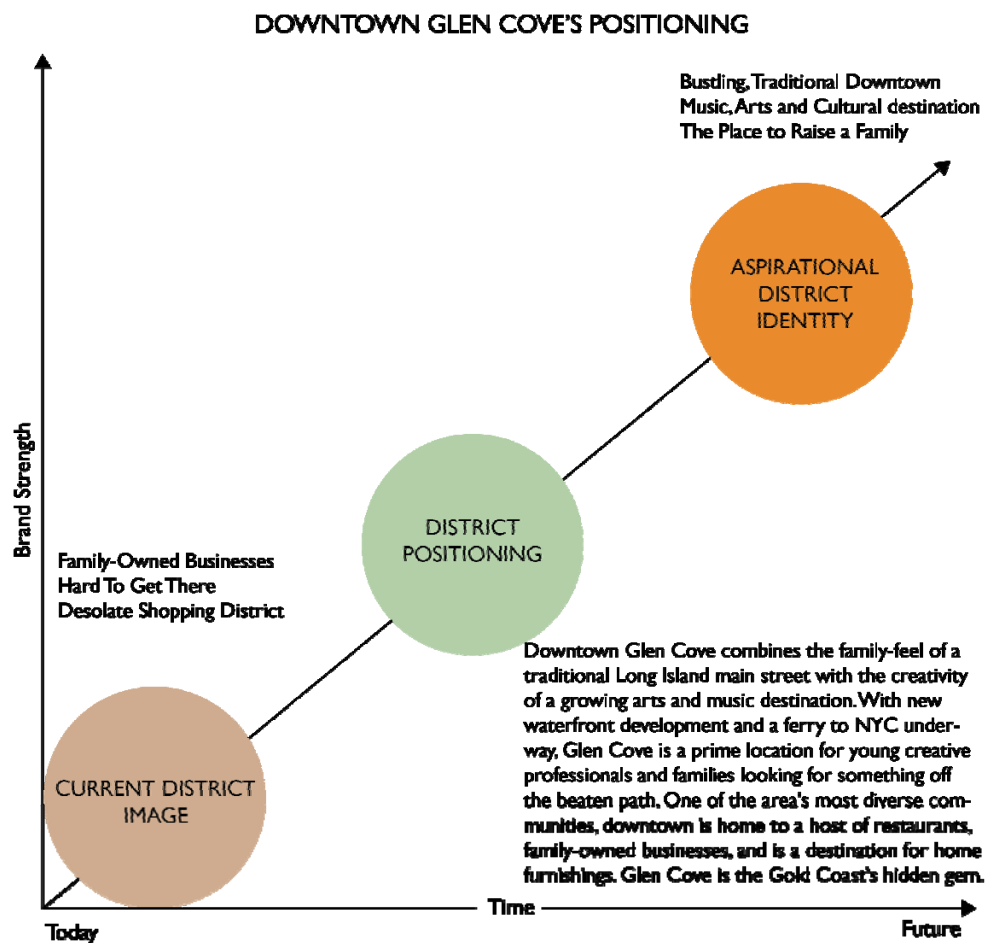 DOWNTOWN GLEN COVE'S POSITIONING
Bustling, Traditional Downtown
Music, Arts and Cultural destination
The Place to Raise a Family
ASPIRATIONAL
DISTRICT
IDENTITY
Brand Strength
DISTRICT
POSITIONING
Family-Owned Businesses
Hard To Get There
Desolate Shopping District
Downtown Glen Cove combines the family-feel of a
traditional Long Island main street with the creativity
of a growing arts and music destination. With new
waterfront development and a ferry to NYC under-
way, Glen Cove is a prime location for young creative
professionals and families looking for something off
the beaten path. One of the area's most diverse com-
munities, downtown is home to a host of restaurants,
family-owned businesses, and is a destination for home
furnishings. Glen Cove is the Gold Coast's hidden gem.
CURRENT DISTRICT
IMAGE
Time
Today
Future